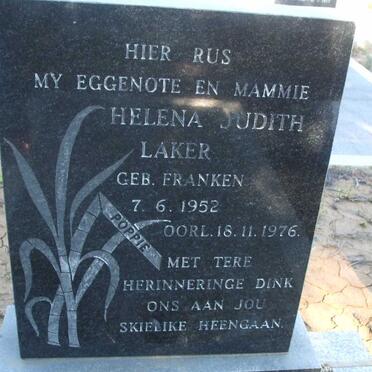 HIER RUS
MY EGGENOTE EN MAMMIE
HELENA JUDITH
LAKER
GEB. FRANKEN
7. 6. 1952
POPPIE
OORL. 18. 11. 1976.
MET TERE
HERINNERINGE DINK
ONS AAN JOU
SKIELIKE HEENGAAN.